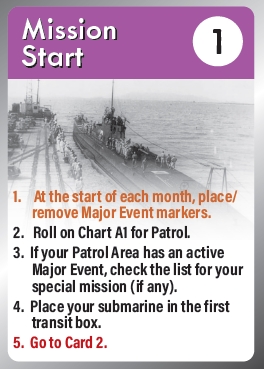 Mission
Start
1
1. At the start of each month, place/
remove Major Event markers.
2. Roll on Chart A1 for Patrol.
3. If your Patrol Area has an active
Major Event, check the list for your
special mission (if any).
4. Place your submarine in the first
transit box.
5. Go to Card 2.